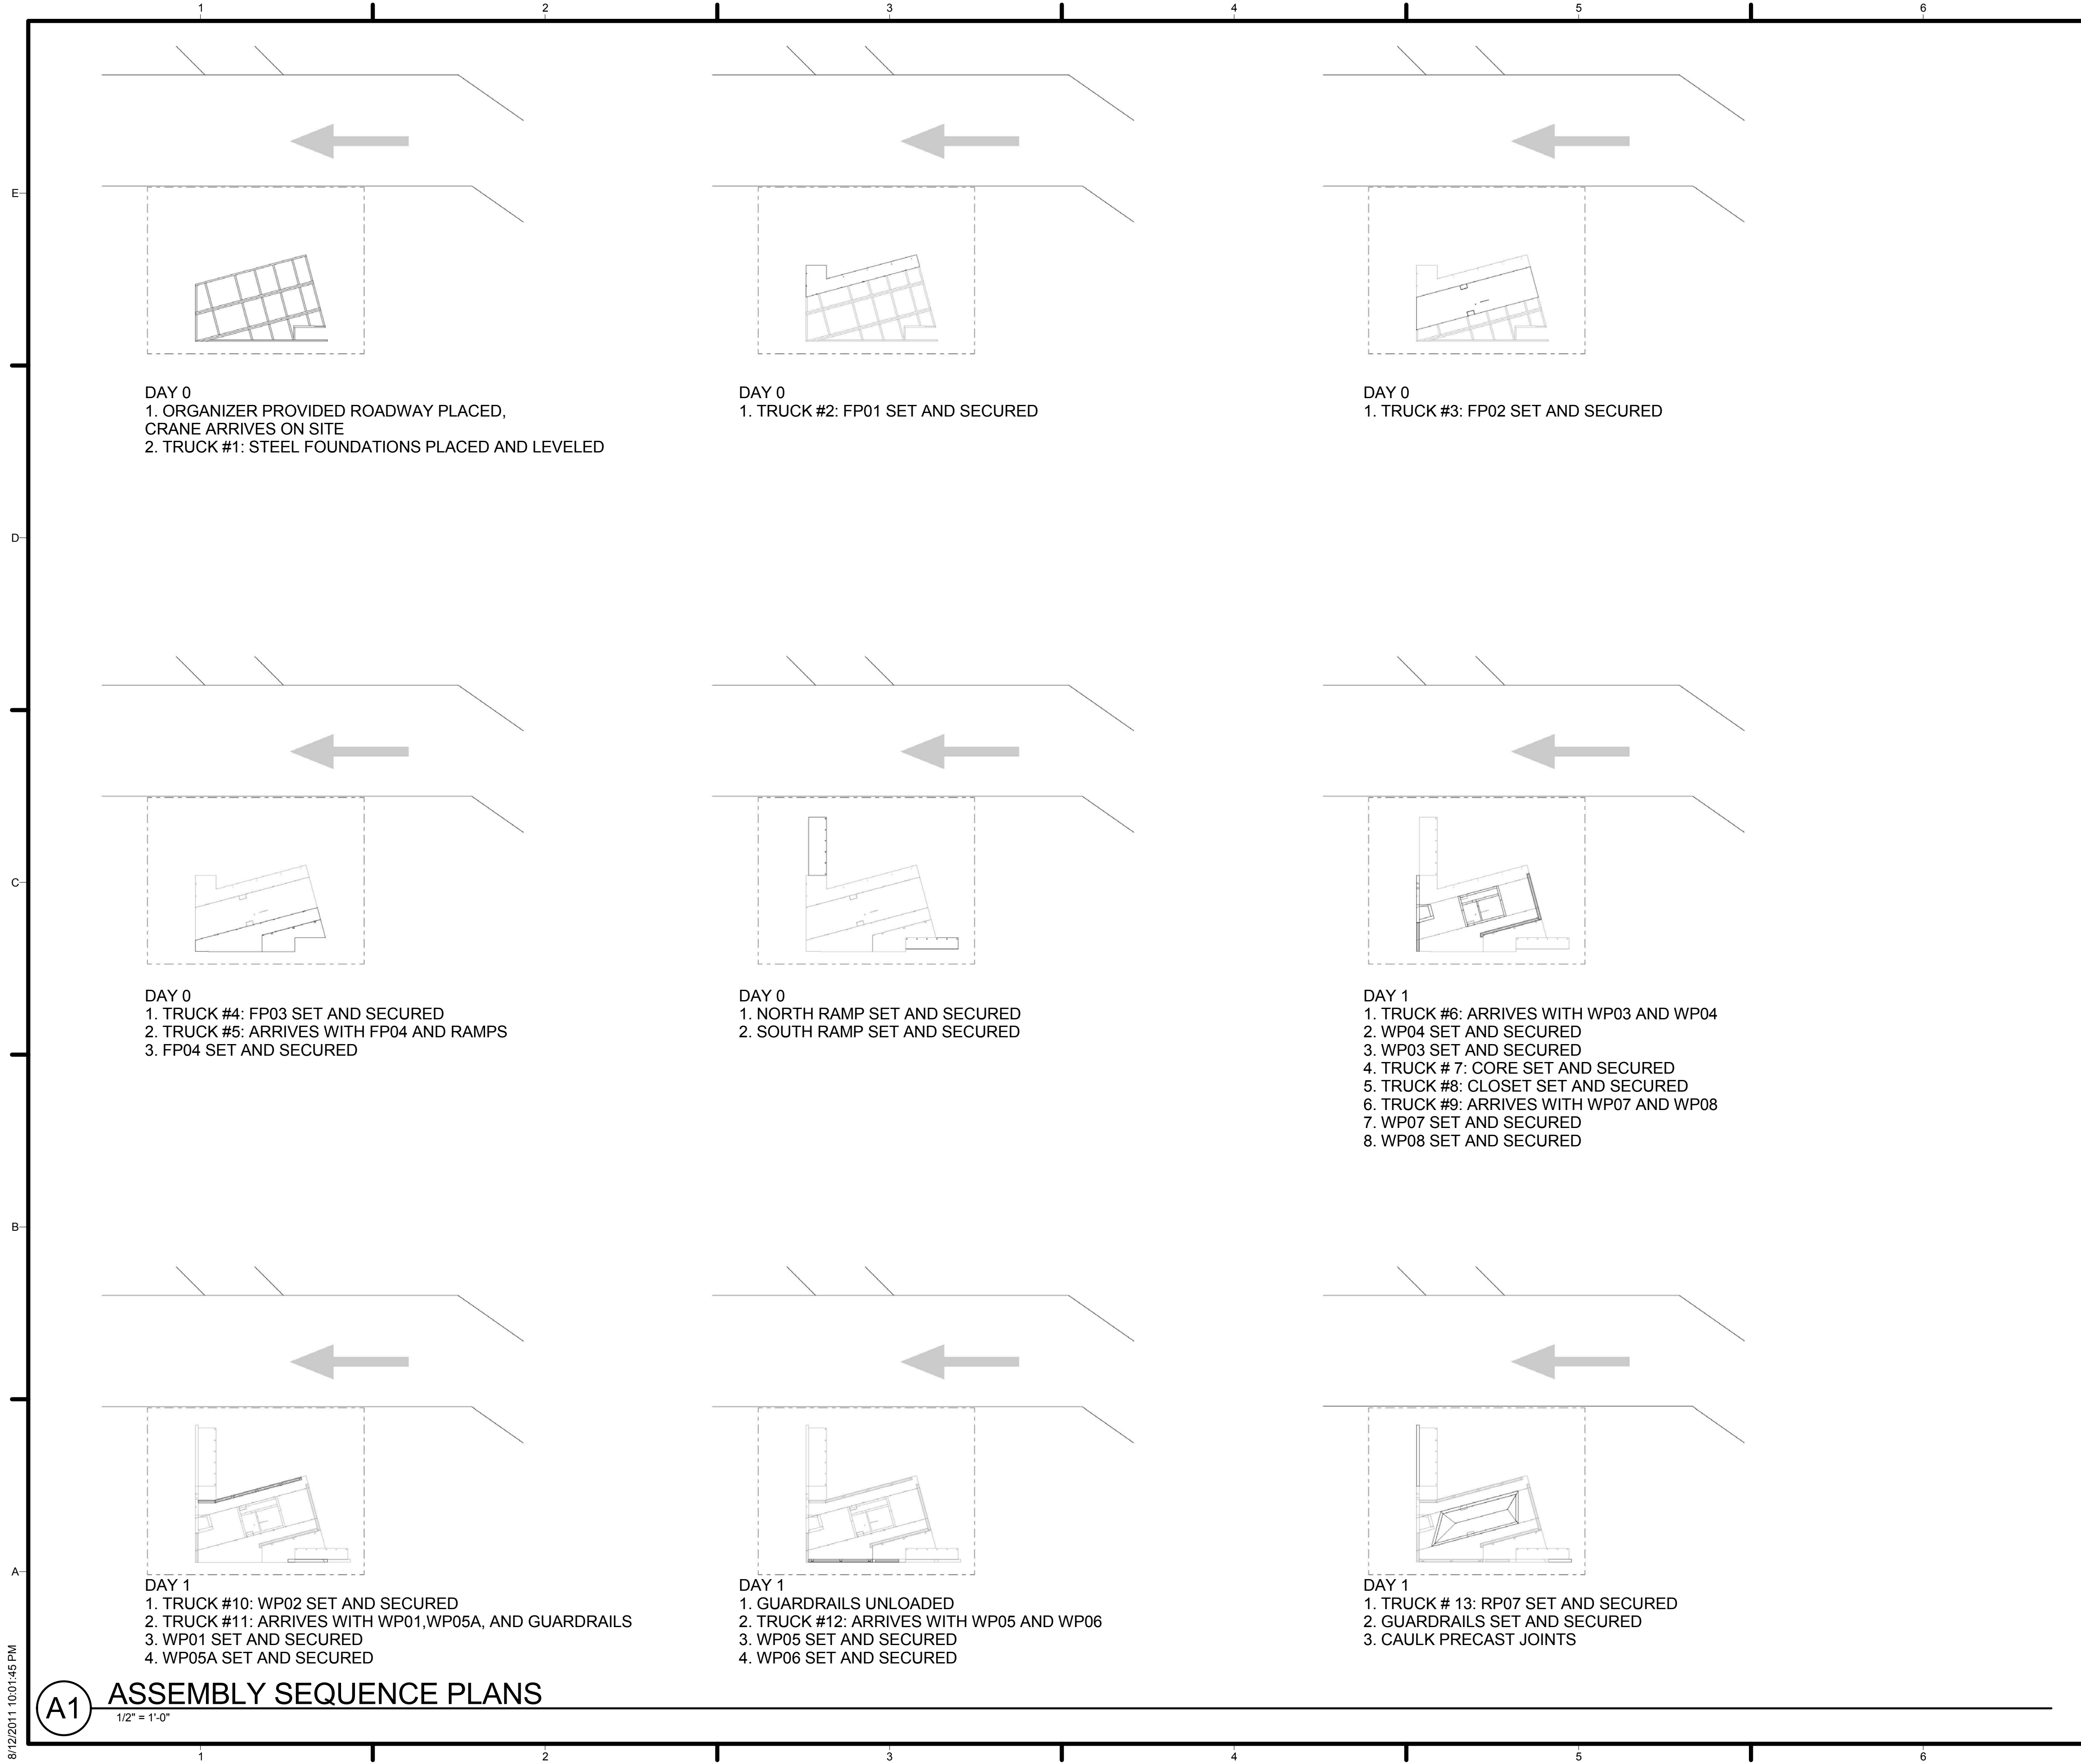 1 2 3 4 5 6
E
DAY 0
1. ORGANIZER PROVIDED ROADWAY PLACED,
CRANE ARRIVES ON SITE
2. TRUCK #1: STEEL FOUNDATIONS PLACED AND LEVELED
DAY 0
1. TRUCK #2: FP01 SET AND SECURED
DAY 0
1. TRUCK #3: FP02 SET AND SECURED
D
C
DAY 0
1. TRUCK #4: FP03 SET AND SECURED
2. TRUCK #5: ARRIVES WITH FP04 AND RAMPS
3. FP04 SET AND SECURED
DAY 0
1. NORTH RAMP SET AND SECURED
2. SOUTH RAMP SET AND SECURED
DAY 1
1. TRUCK #6: ARRIVES WITH WP03 AND WP04
2. WP04 SET AND SECURED
3. WP03 SET AND SECURED
4. TRUCK # 7: CORE SET AND SECURED
5. TRUCK #8: CLOSET SET AND SECURED
6. TRUCK #9: ARRIVES WITH WP07 AND WP08
7. WP07 SET AND SECURED
8. WP08 SET AND SECURED
B
A
DAY 1
1. TRUCK #10: WP02 SET AND SECURED
2. TRUCK #11: ARRIVES WITH WP01,WP05A, AND GUARDRAILS
3. WP01 SET AND SECURED
4. WP05A SET AND SECURED
DAY 1
1. GUARDRAILS UNLOADED
2. TRUCK #12: ARRIVES WITH WP05 AND WP06
3. WP05 SET AND SECURED
4. WP06 SET AND SECURED
DAY 1
1. TRUCK # 13: RP07 SET AND SECURED
2. GUARDRAILS SET AND SECURED
3. CAULK PRECAST JOINTS
A1 ASSEMBLY SEQUENCE PLANS
1/2" = 1'-0"
8/12/2011 10:01:45 PM
1 2 3 4 5 6